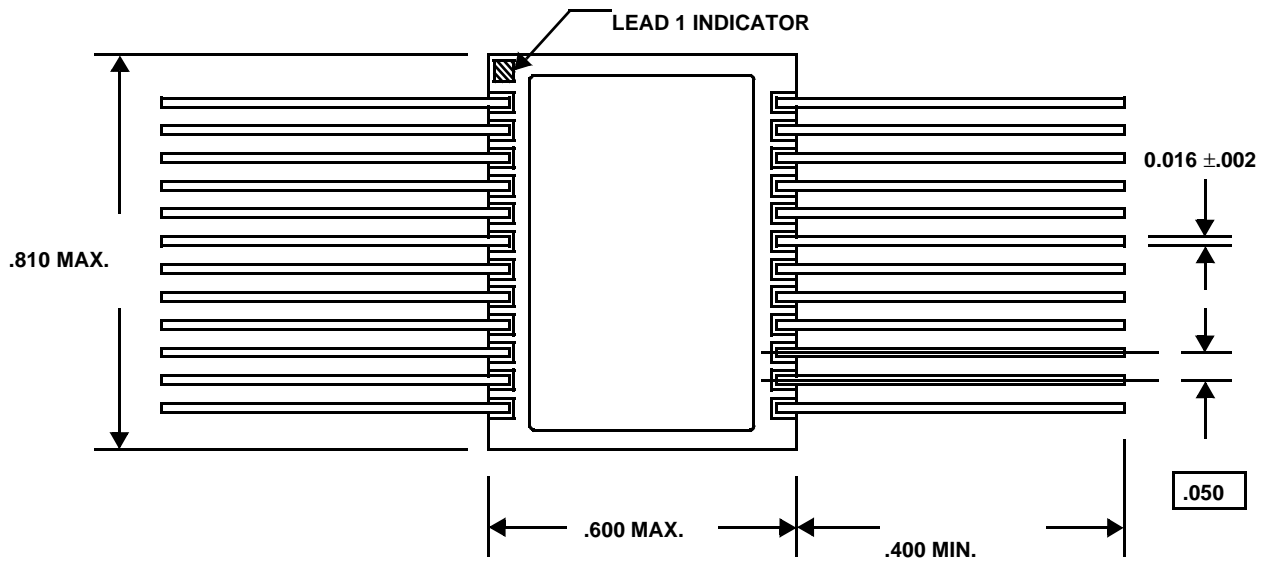 LEAD 1 INDICATOR
0.016 ±.002
.810 MAX.
.050
.600 MAX.
.400 MIN.